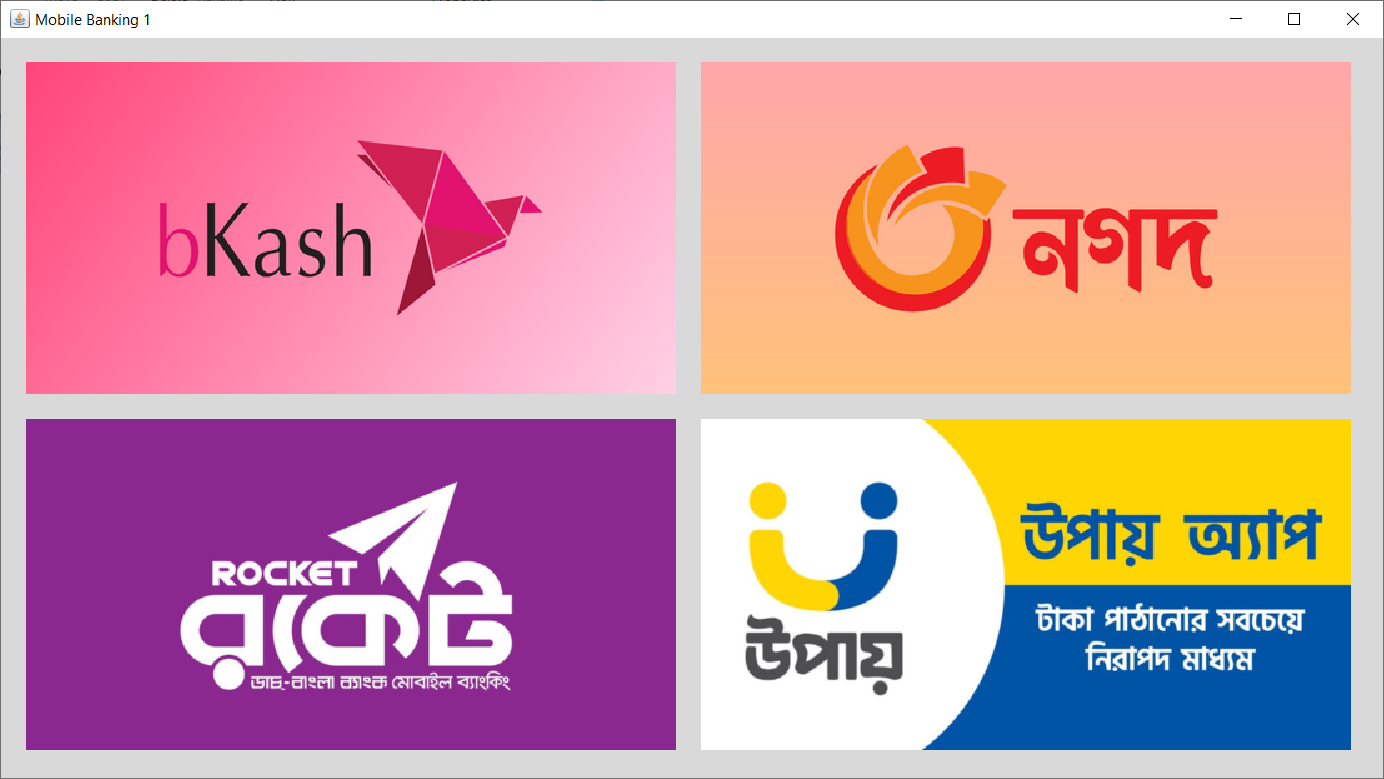 Mobile Banking 1
bKash
নগদ
ROCKET
রকেট
ডাচ্-বাংলা ব্যাংক মোবাইল ব্যাংকিং
উপায়
উপায় অ্যাপ
টাকা পাঠানোর সবচেয়ে
নিরাপদ মাধ্যম